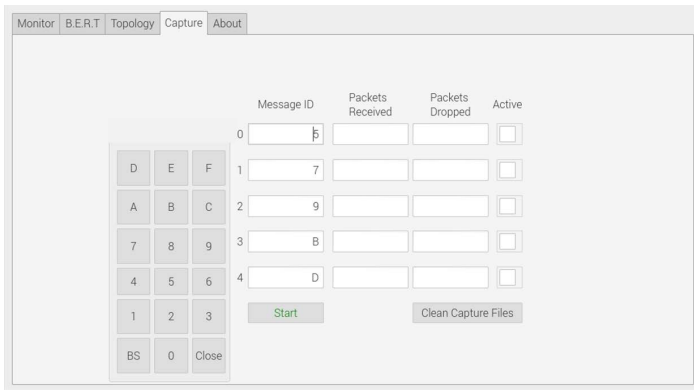 Monitor B.E.R.T Topology Capture About
Message ID Packets Received Packets Dropped Active
0 5
D E F 1 7
A B C 2 9
7 8 9 3 B
4 5 6 4 D
1 2 3 Start Clean Capture Files
BS 0 Close